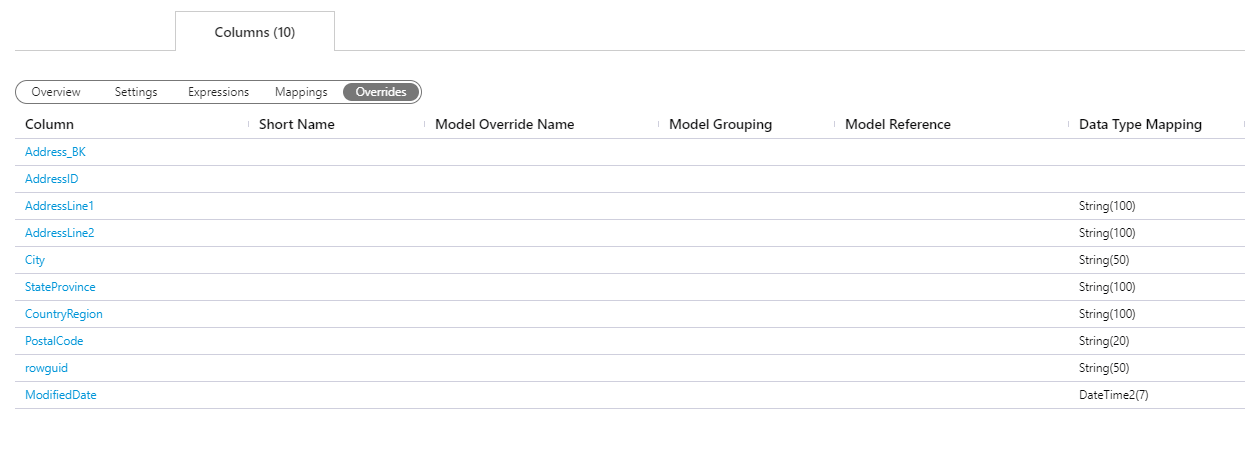 Columns (10)
Overview Settings Expressions Mappings Overrides
Column Short Name Model Override Name Model Grouping Model Reference Data Type Mapping
Address_BK
AddressID
AddressLine1 String(100)
AddressLine2 String(100)
City String(50)
StateProvince String(100)
CountryRegion String(100)
PostalCode String(20)
rowguid String(50)
ModifiedDate DateTime2(7)